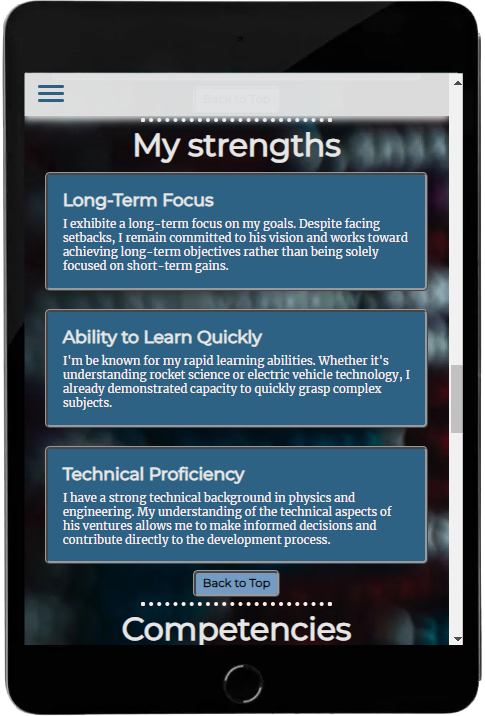 Back to Top
My strengths
Long-Term Focus
I exhibite a long-term focus on my goals. Despite facing
setbacks, I remain committed to his vision and works toward
achieving long-term objectives rather than being solely
focused on short-term gains.
Ability to Learn Quickly
I'm be known for my rapid learning abilities. Whether it's
understanding rocket science or electric vehicle technology, I
already demonstrated capacity to quickly grasp complex
subjects.
Technical Proficiency
I have a strong technical background in physics and
engineering. My understanding of the technical aspects of
his ventures allows me to make informed decisions and
contribute directly to the development process.
Back to Top
Competencies